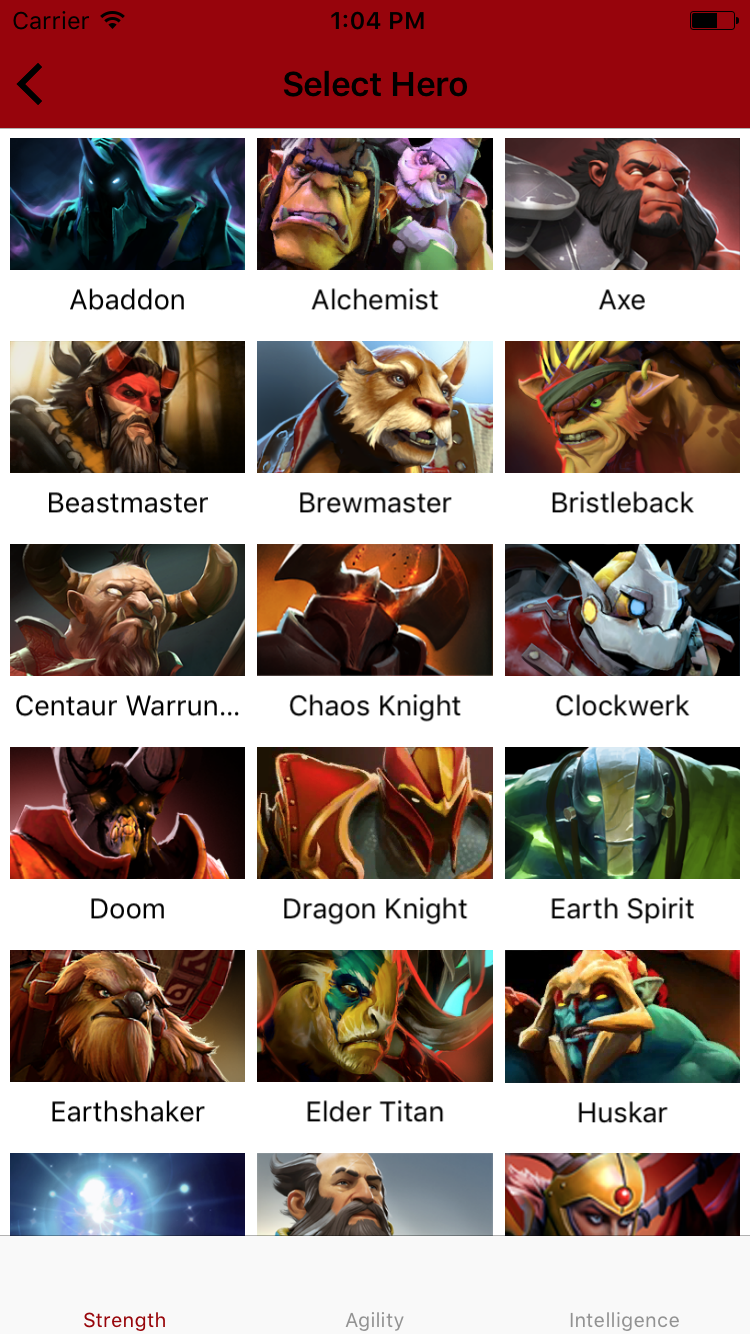 Carrier 1:04 PM
Select Hero
Abaddon Alchemist Axe
Beastmaster Brewmaster Bristleback
Centaur Warrun... Chaos Knight Clockwerk
Doom Dragon Knight Earth Spirit
Earthshaker Elder Titan Huskar
Strength Agility Intelligence